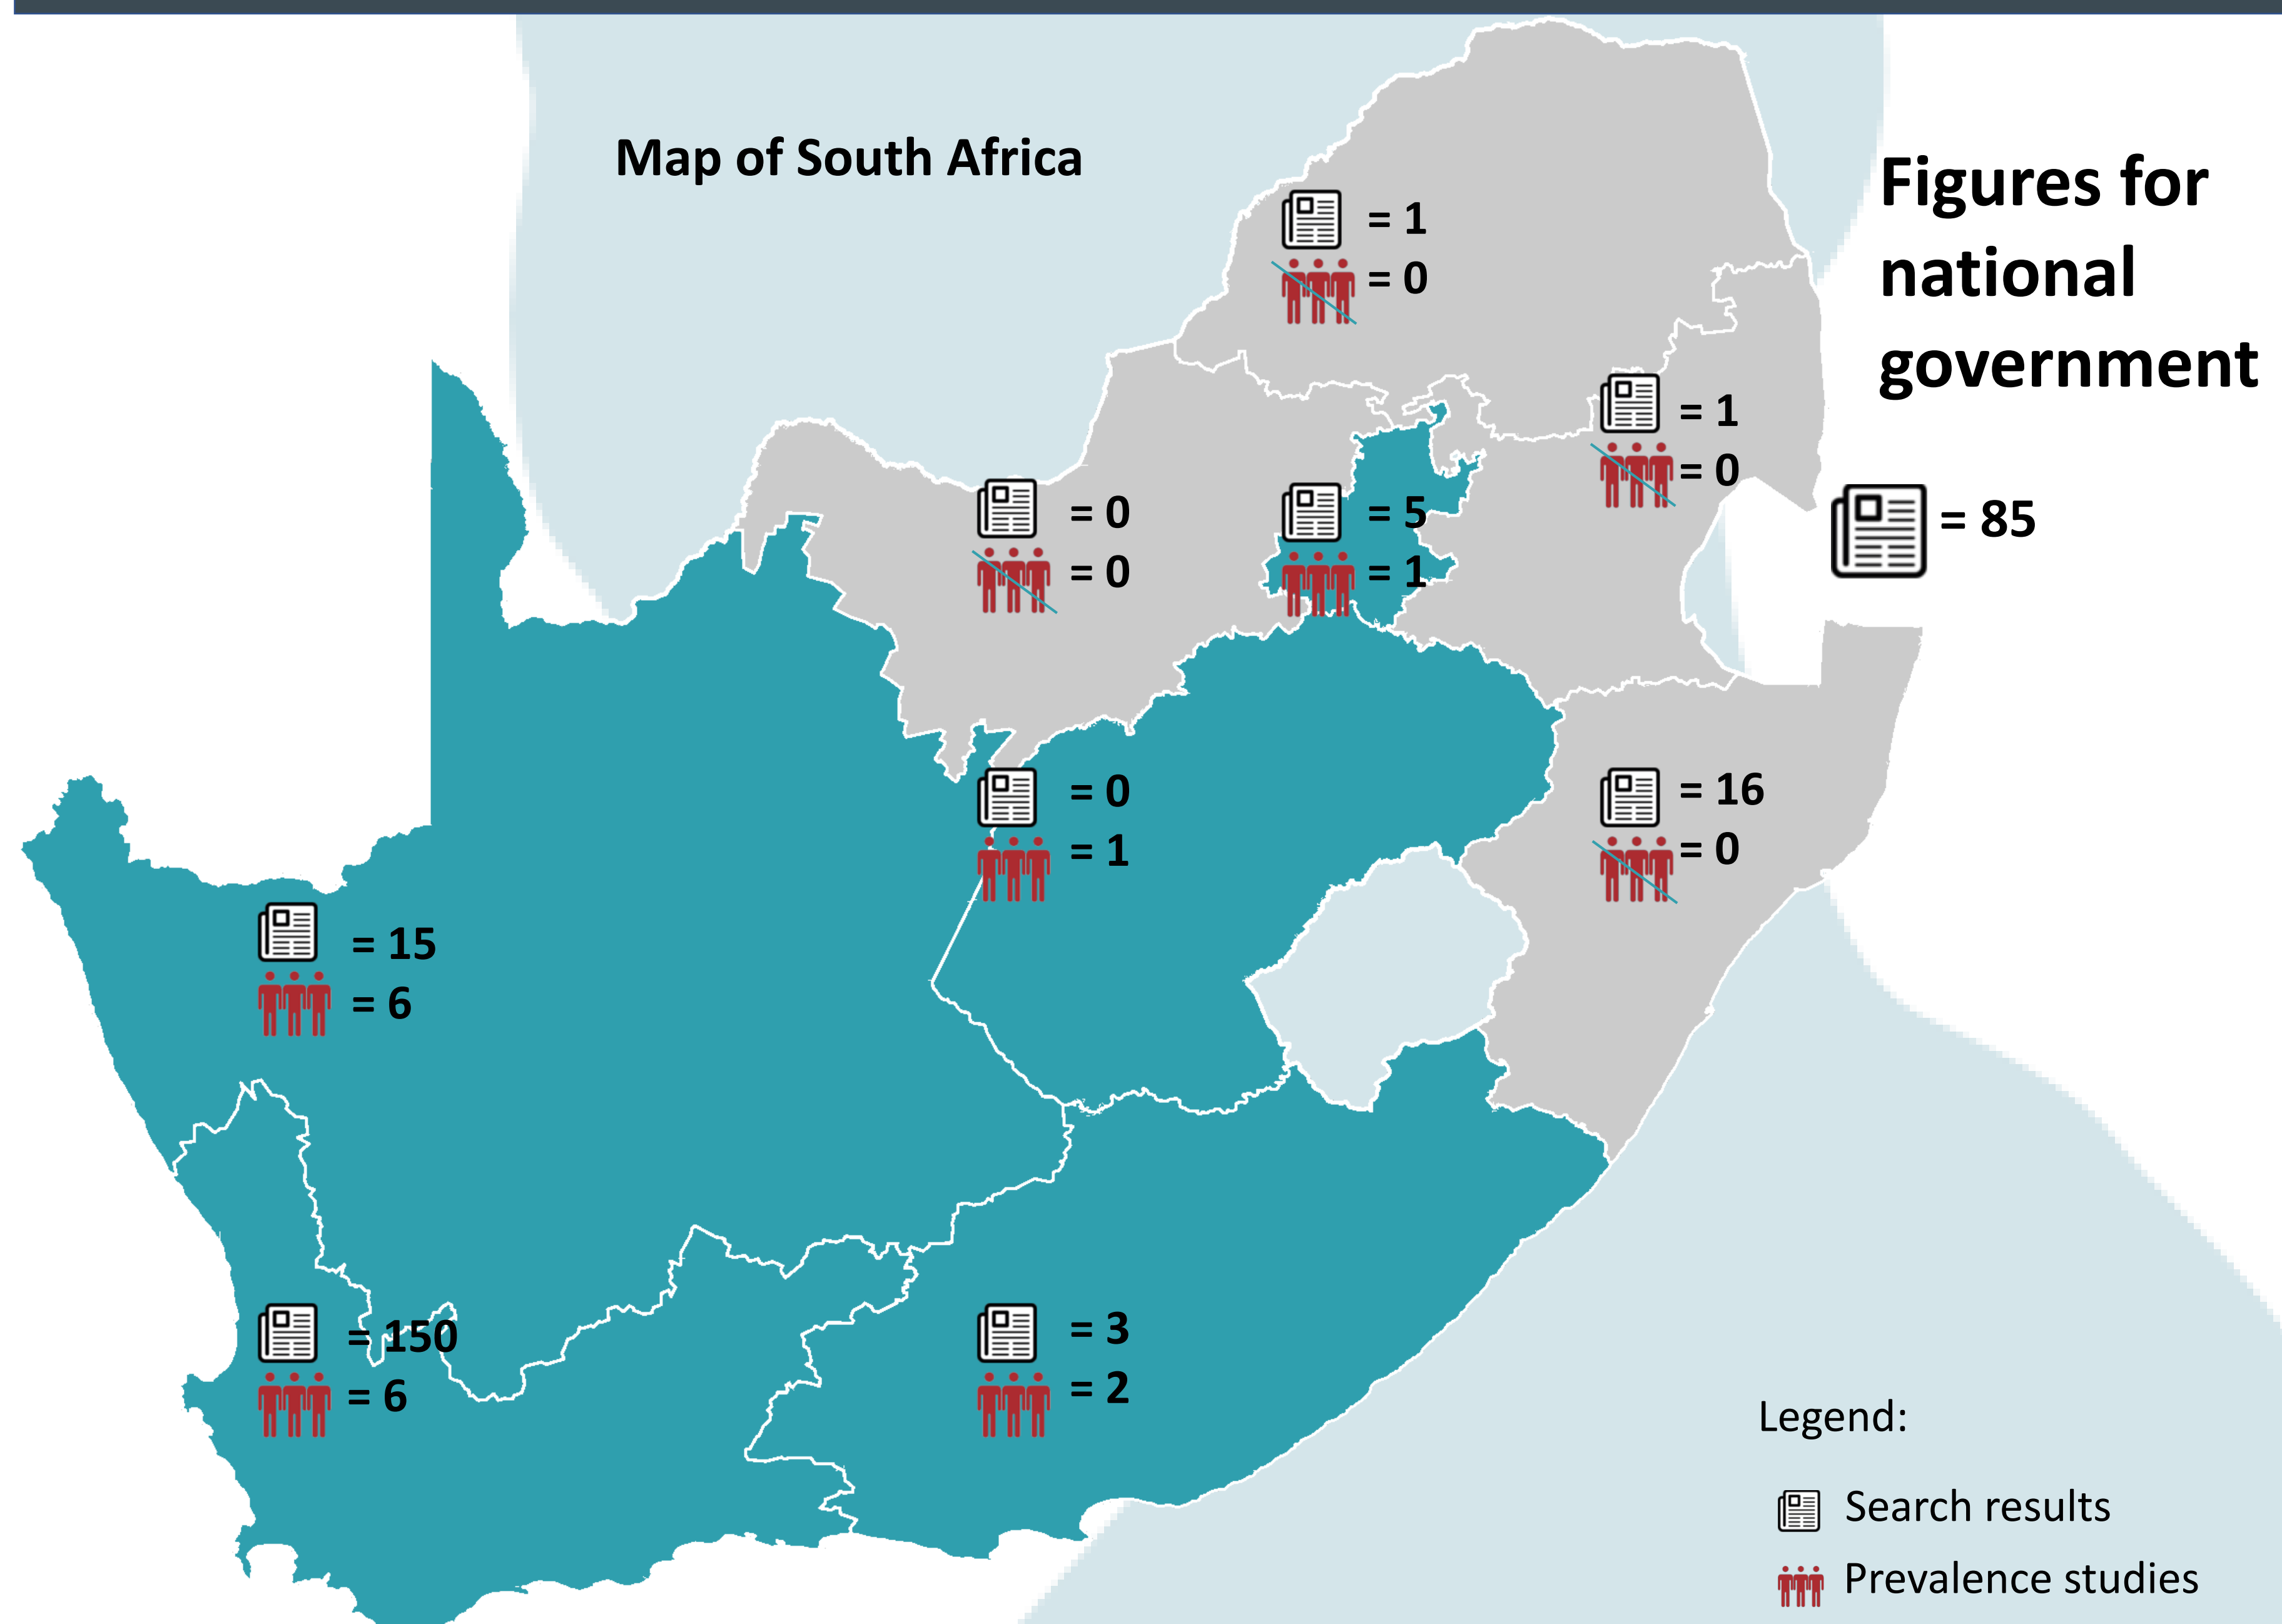 Map of South Africa
Figures for
national
government
= 85
= 1
= 0
= 1
= 0
= 0
= 0
= 5
= 1
= 0
= 1
= 16
= 0
= 15
= 6
= 150
= 6
= 3
= 2
Legend:
Search results
Prevalence studies